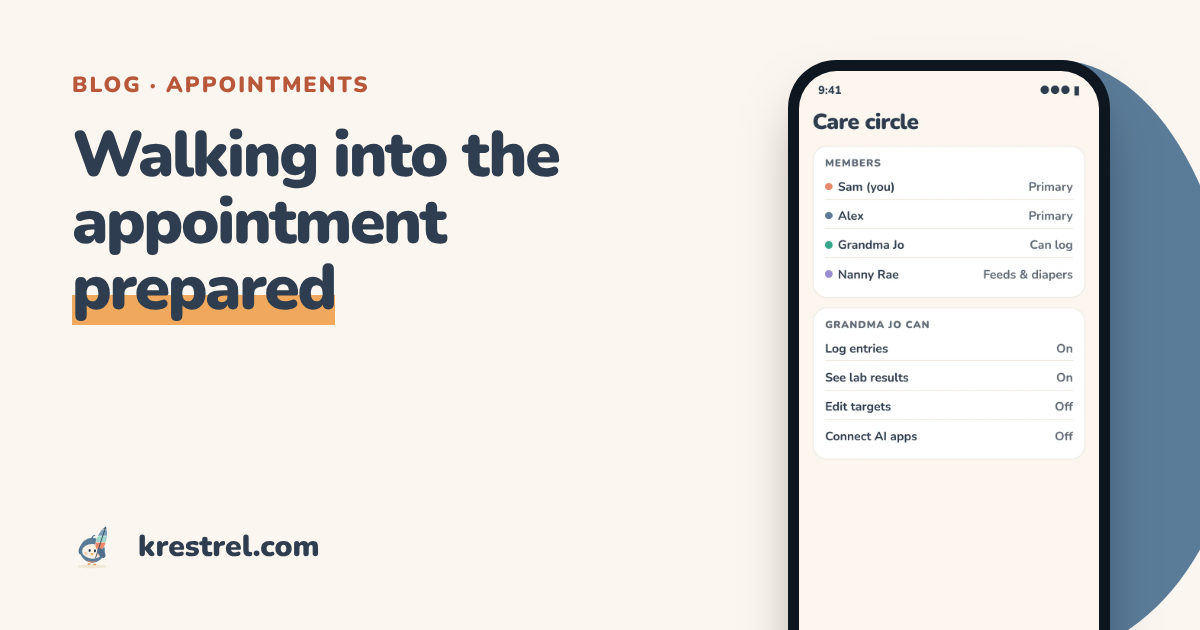 BLOG · APPOINTMENTS
Walking into the
appointment
prepared
krestrel.com
9:41
Care circle
MEMBERS
Sam (you) Primary
Alex Primary
Grandma Jo Can log
Nanny Rae Feeds & diapers
GRANDMA JO CAN
Log entries On
See lab results On
Edit targets Off
Connect AI apps Off